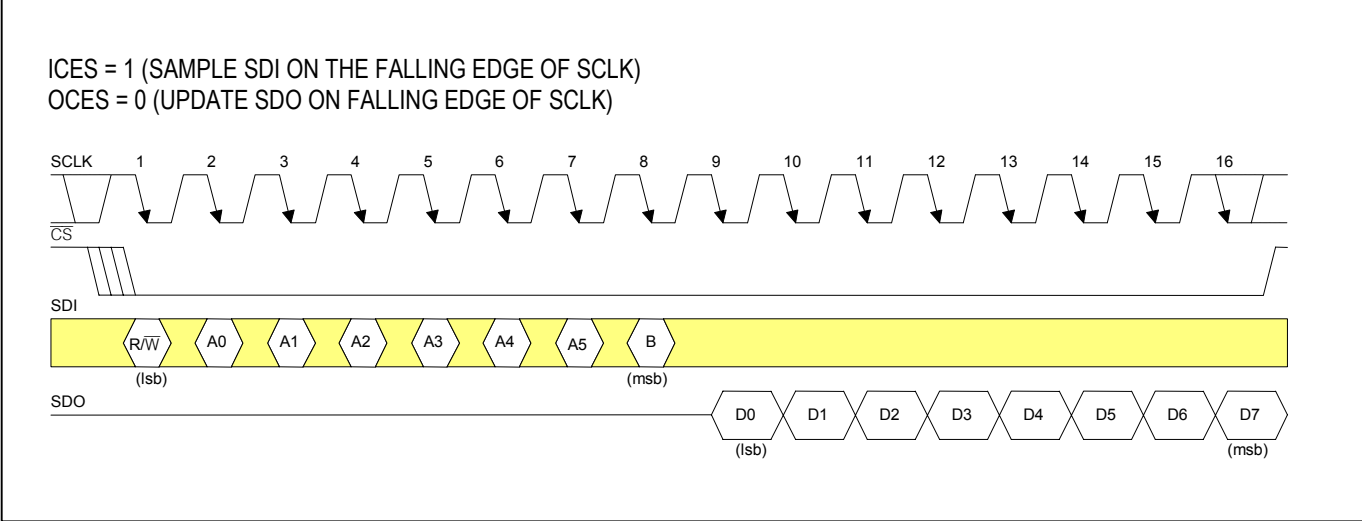 ICES = 1 (SAMPLE SDI ON THE FALLING EDGE OF SCLK)
OCES = 0 (UPDATE SDO ON FALLING EDGE OF SCLK)
SCLK 1 2 3 4 5 6 7 8 9 10 11 12 13 14 15 16
C̅S̅
SDI
R/W̅ A0 A1 A2 A3 A4 A5 B
(lsb) (msb)
SDO
D0 D1 D2 D3 D4 D5 D6 D7
(lsb) (msb)